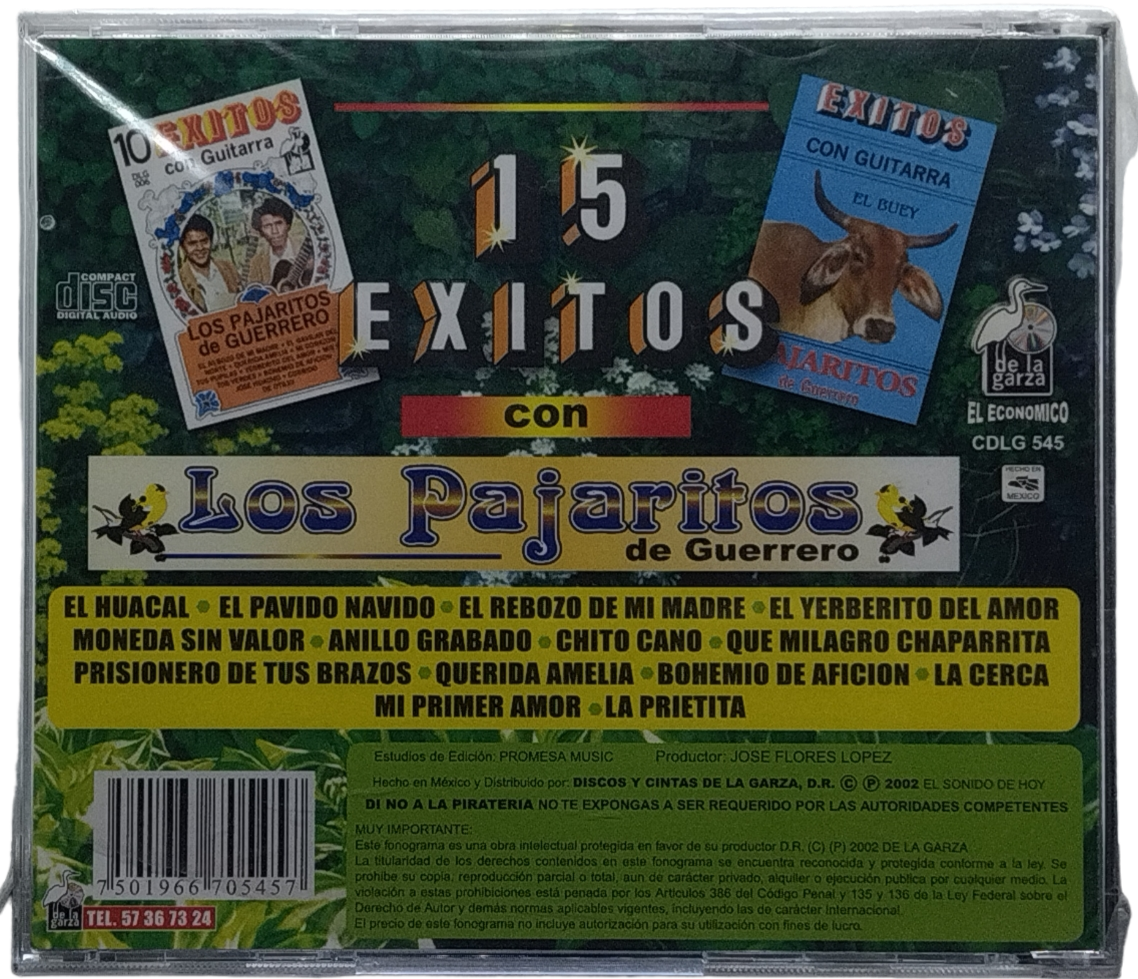 10 EXITOS
con Guitarra
DLG
006
LOS PAJARITOS
de GUERRERO
EXITOS
CON GUITARRA
EL BUEY
AJARITOS
de Guerrero
15
EXITOS
con
COMPACT
disc
DIGITAL AUDIO
de la
garza
EL ECONOMICO
CDLG 545
HECHO EN
MEXICO
Los Pajaritos
de Guerrero
EL HUACAL • EL PAVIDO NAVIDO • EL REBOZO DE MI MADRE • EL YERBERITO DEL AMOR
MONEDA SIN VALOR • ANILLO GRABADO • CHITO CANO • QUE MILAGRO CHAPARRITA
PRISIONERO DE TUS BRAZOS • QUERIDA AMELIA • BOHEMIO DE AFICION • LA CERCA
MI PRIMER AMOR • LA PRIETITA
Estudios de Edición: PROMESA MUSIC Productor: JOSE FLORES LOPEZ
Hecho en México y Distribuido por: DISCOS Y CINTAS DE LA GARZA, D.R. © ℗ 2002 EL SONIDO DE HOY
DI NO A LA PIRATERIA NO TE EXPONGAS A SER REQUERIDO POR LAS AUTORIDADES COMPETENTES
MUY IMPORTANTE:
Este fonograma es una obra intelectual protegida en favor de su productor D.R. (C) (P) 2002 DE LA GARZA.
La titularidad de los derechos contenidos en este fonograma se encuentra reconocida y protegida conforme a la ley. Se
prohibe su copia, reproducción parcial o total, aun de carácter privado, alquiler o ejecución publica por cualquier medio. La
violación a estas prohibiciones está penada por los Articulos 386 del Código Penal y 135 y 136 de la Ley Federal sobre el
Derecho de Autor y demás normas aplicables vigentes, incluyendo las de carácter Internacional.
El precio de este fonograma no incluye autorización para su utilización con fines de lucro.
7 501966 705457
de la
garza
TEL. 57 36 73 24